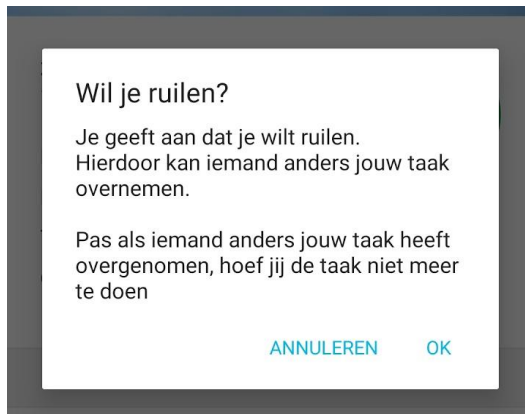 Wil je ruilen?
Je geeft aan dat je wilt ruilen.
Hierdoor kan iemand anders jouw taak
overnemen.
Pas als iemand anders jouw taak heeft
overgenomen, hoef jij de taak niet meer
te doen
ANNULEREN OK